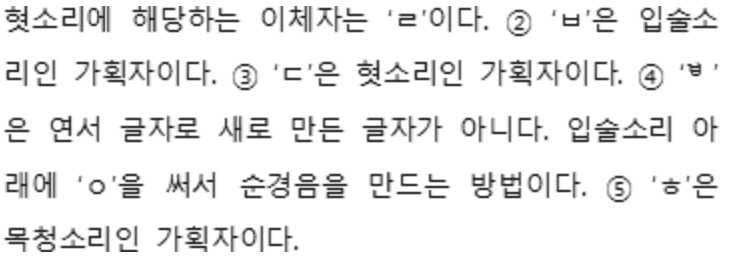 혓소리에 해당하는 이체자는 ‘ㄹ’이다. ② ‘ㅂ’은 입술소
리인 가획자이다. ③ ‘ㄷ’은 혓소리인 가획자이다. ④ ‘ㅸ’
은 연서 글자로 새로 만든 글자가 아니다. 입술소리 아
래에 ‘ㅇ’을 써서 순경음을 만드는 방법이다. ⑤ ‘ㅎ’은
목청소리인 가획자이다.